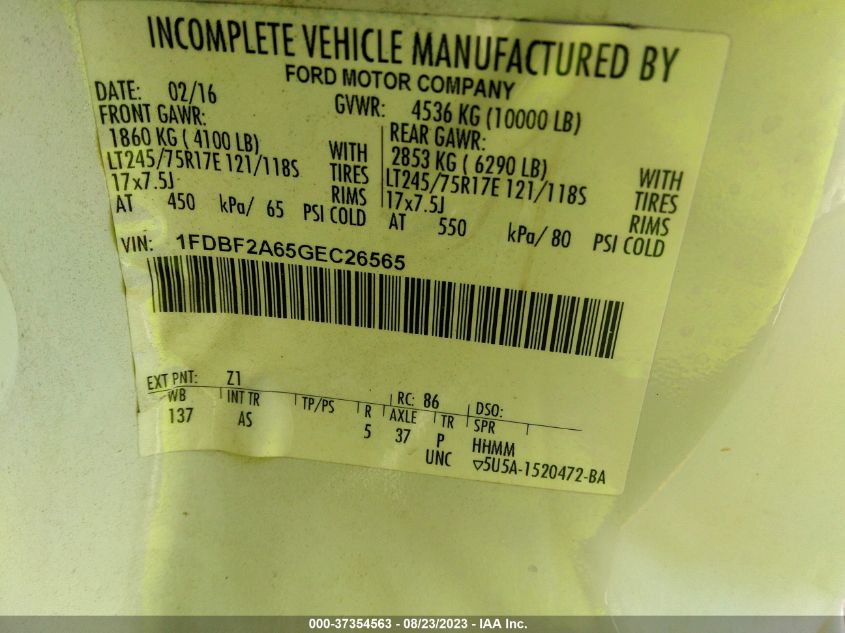 INCOMPLETE VEHICLE MANUFACTURED BY
FORD MOTOR COMPANY
DATE: 02/16
GVWR: 4536 KG (10000 LB)
FRONT GAWR:
1860 KG ( 4100 LB)
WITH
LT245/75R17E 121/118S
TIRES
17x7.5J
RIMS
AT 450 kPa/ 65 PSI COLD
REAR GAWR:
2853 KG ( 6290 LB)
WITH
LT245/75R17E 121/118S
TIRES
17x7.5J
RIMS
AT 550 kPa/ 80 PSI COLD
VIN: 1FDBF2A65GEC26565
EXT PNT: Z1
RC: 86
DSO:
WB INT TR TP/PS R AXLE TR SPR
137 AS 5 37 P HHMM
UNC ▽5U5A-1520472-BA
000-37354563 - 08/23/2023 - IAA Inc.